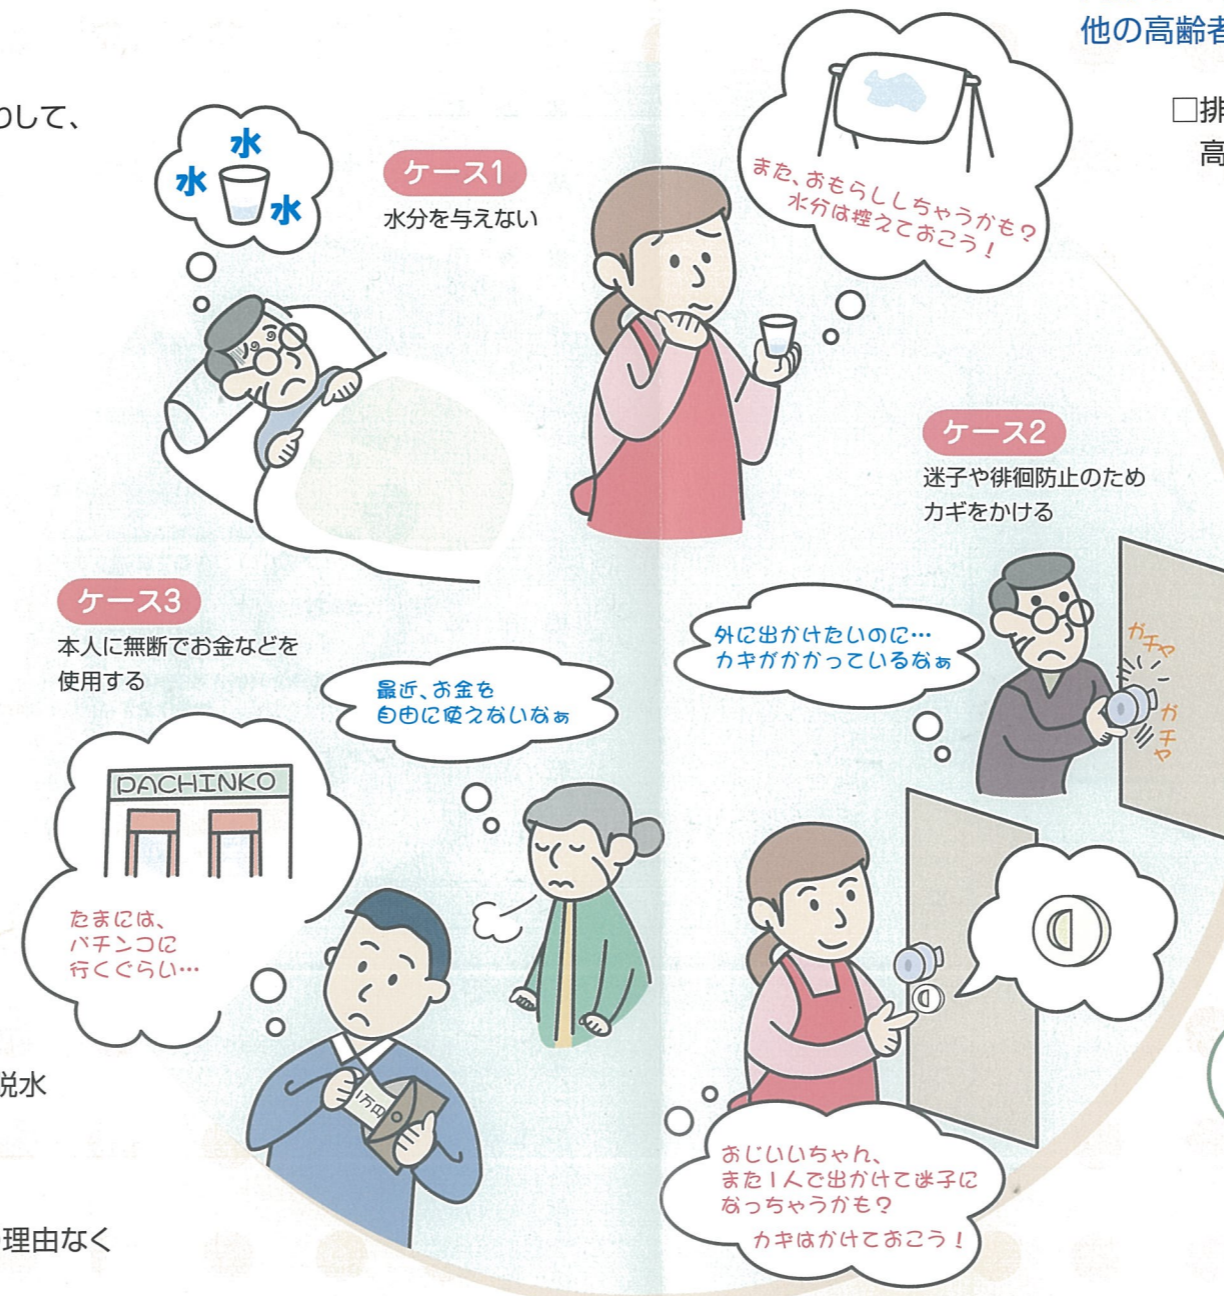 他の高齢者
りして、
□排
高
水
水
水
ケース1
水分を与えない
また、おもらししちゃうかも?
水分は控えておこう!
ケース2
迷子や徘徊防止のため
カギをかける
外に出かけたいのに…
カギがかかっているなぁ
ガチャ
ガチャ
ケース3
本人に無断でお金などを
使用する
最近、お金を
自由に使えないなぁ
PACHINKO
たまには、
パチンコに
行くぐらい…
1万円
おじいいちゃん、
また1人で出かけて迷子に
なっちゃうかも?
カギはかけておこう!
脱水
理由なく